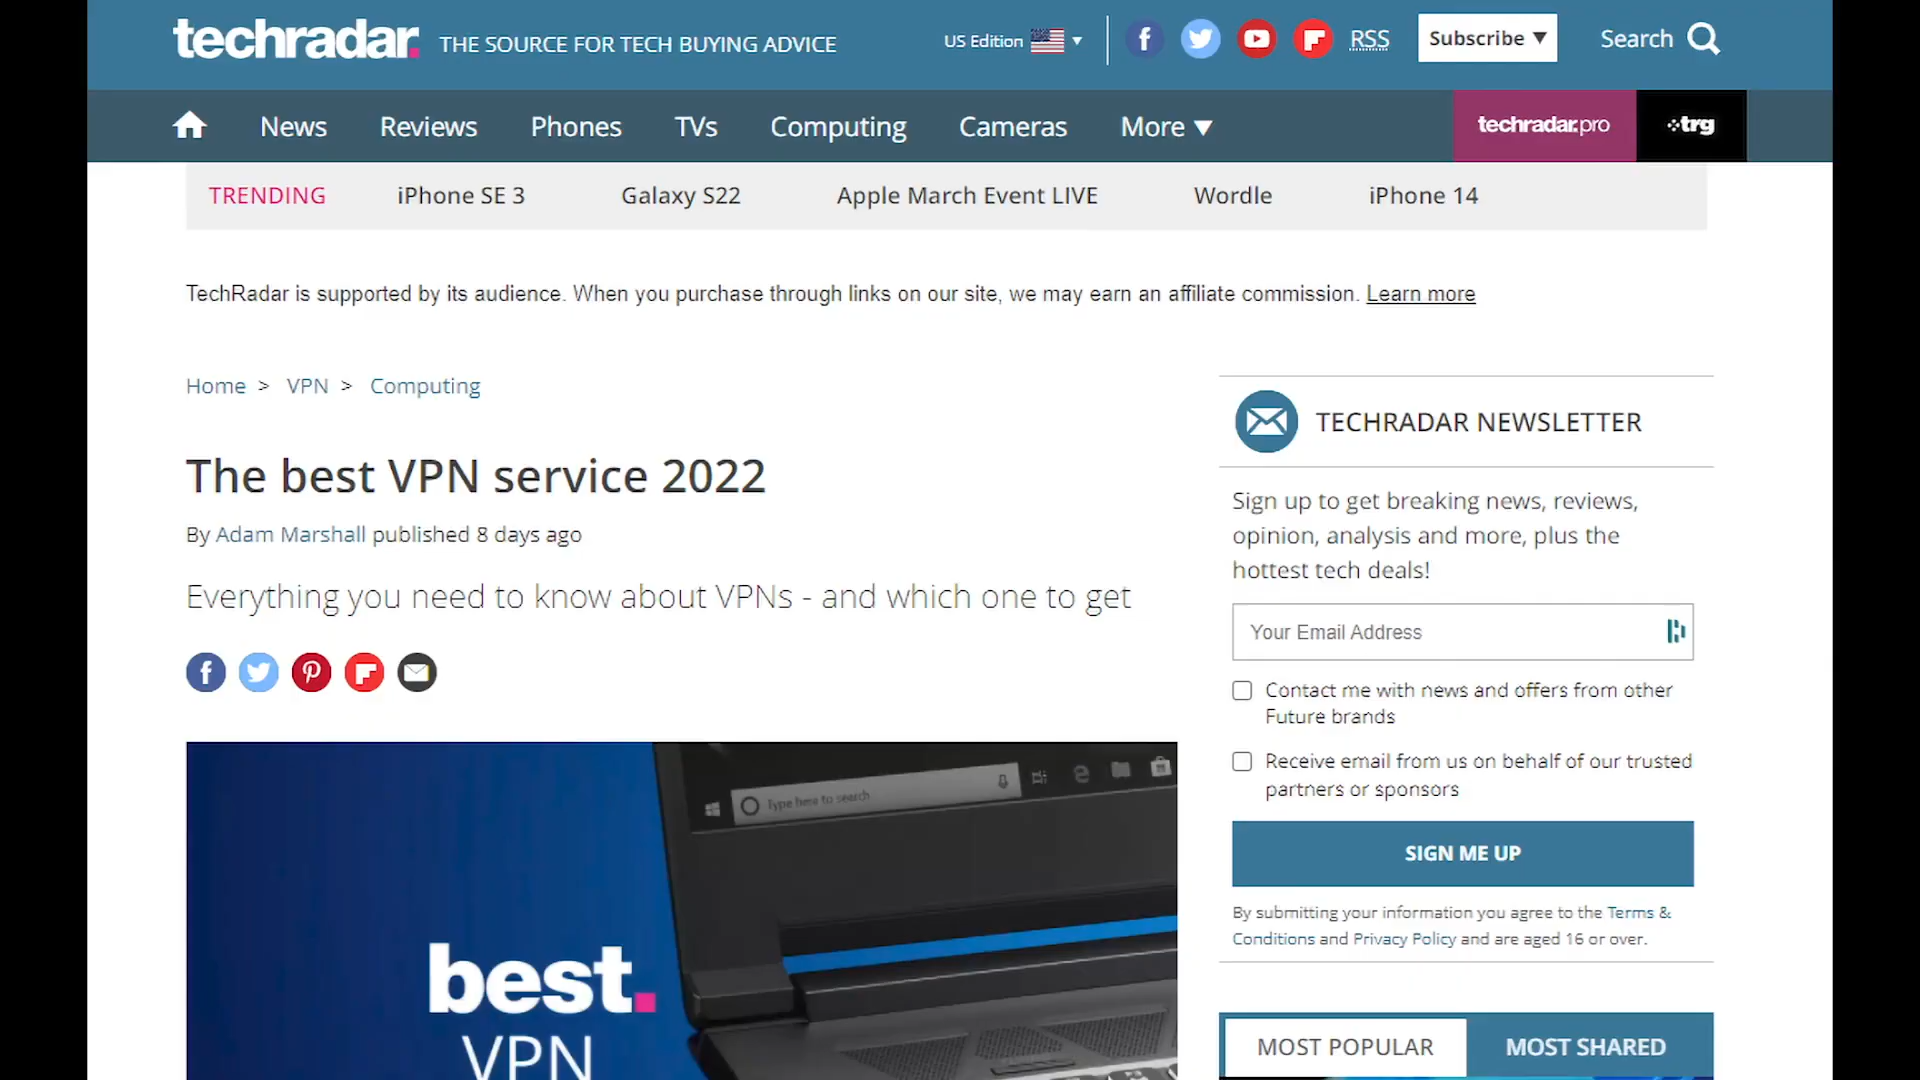 techradar.
THE SOURCE FOR TECH BUYING ADVICE
US Edition
RSS
Subscribe
Search
News
Reviews
Phones
TVs
Computing
Cameras
More
techradar.pro
trg
TRENDING
iPhone SE 3
Galaxy S22
Apple March Event LIVE
Wordle
iPhone 14
TechRadar is supported by its audience. When you purchase through links on our site, we may earn an affiliate commission. Learn more
Home > VPN > Computing
The best VPN service 2022
By Adam Marshall published 8 days ago
Everything you need to know about VPNs - and which one to get
Type here to search
best.
VPN
TECHRADAR NEWSLETTER
Sign up to get breaking news, reviews,
opinion, analysis and more, plus the
hottest tech deals!
Your Email Address
Contact me with news and offers from other
Future brands
Receive email from us on behalf of our trusted
partners or sponsors
SIGN ME UP
By submitting your information you agree to the Terms &
Conditions and Privacy Policy and are aged 16 or over.
MOST POPULAR
MOST SHARED